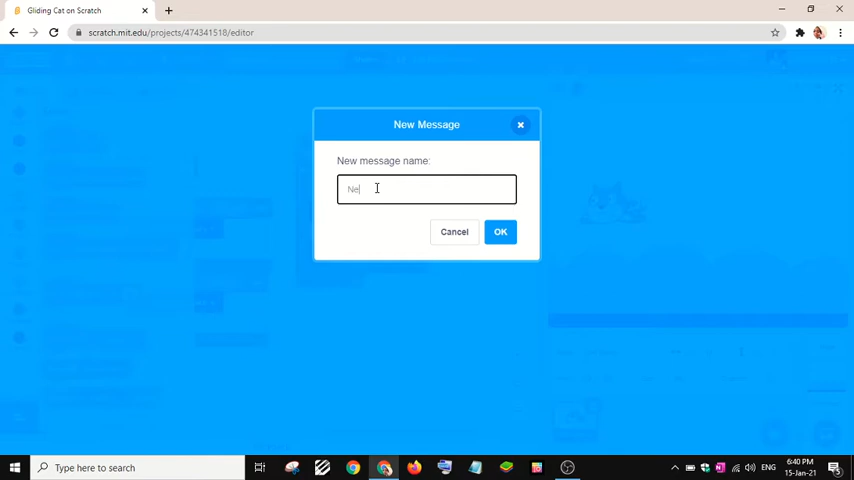 Gliding Cat on Scratch
scratch.mit.edu/projects/474341518/editor
New Message
New message name:
Ne
Cancel
OK
Type here to search
ENG
6:40 PM
15-Jan-21